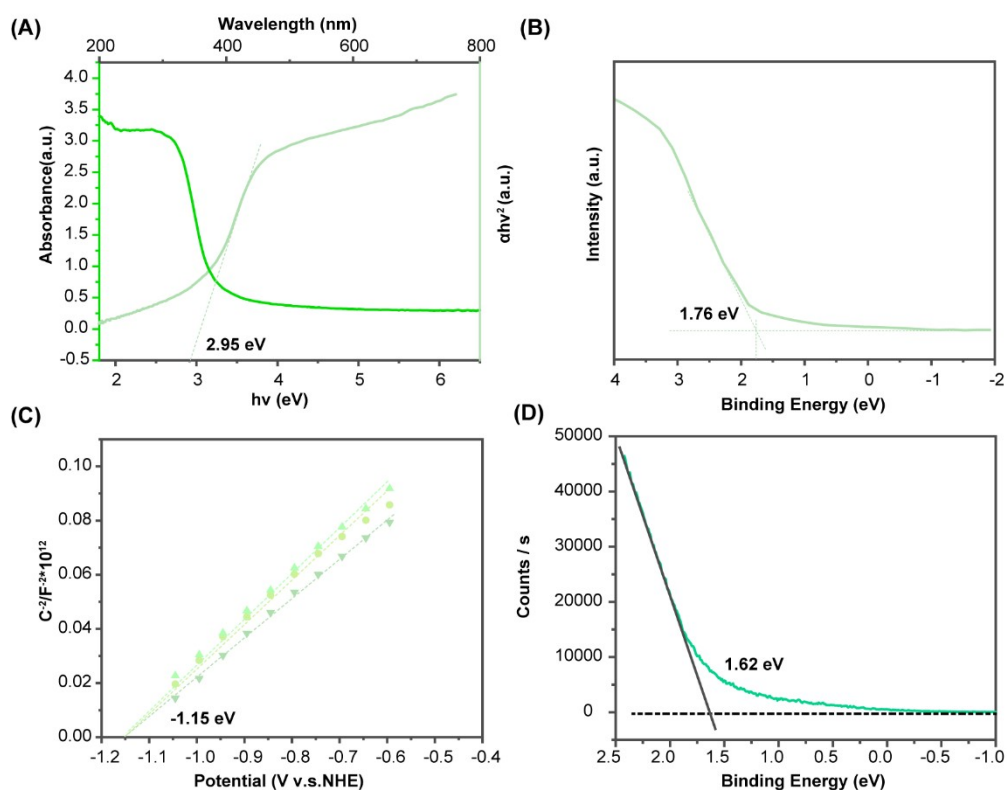 (A)
Wavelength (nm)
200 400 600 800
Absorbance(a.u.)
4.0
3.5
3.0
2.5
2.0
1.5
1.0
0.5
0.0
-0.5
αhv² (a.u.)
2.95 eV
2 3 4 5 6
hv (eV)
(B)
Intensity (a.u.)
1.76 eV
4 3 2 1 0 -1 -2
Binding Energy (eV)
(C)
C⁻²/F⁻²*10¹²
0.10
0.08
0.06
0.04
0.02
0.00
-1.15 eV
-1.2 -1.1 -1.0 -0.9 -0.8 -0.7 -0.6 -0.5 -0.4
Potential (V v.s.NHE)
(D)
Counts / s
50000
40000
30000
20000
10000
0
1.62 eV
2.5 2.0 1.5 1.0 0.5 0.0 -0.5 -1.0
Binding Energy (eV)